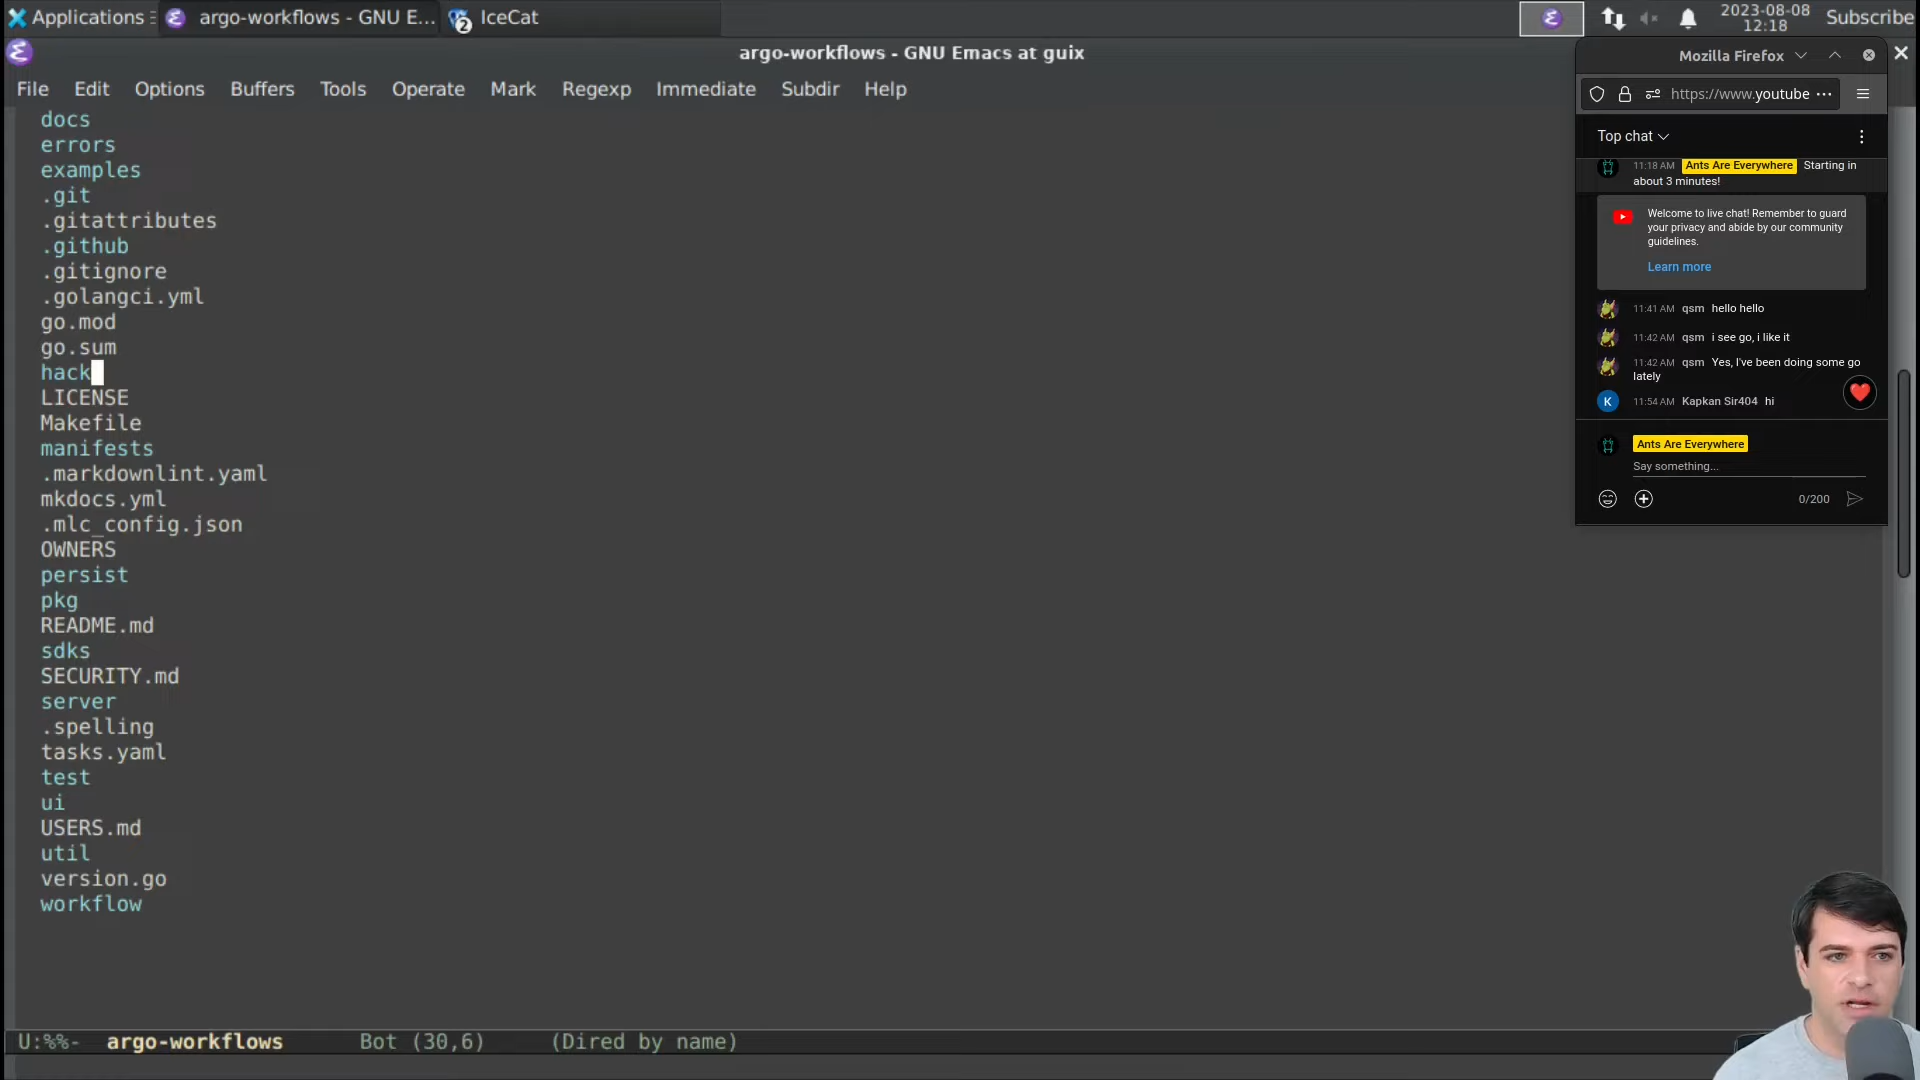 Applications
argo-workflows - GNU E...
2
IceCat
2023-08-08
12:18
Subscribe
argo-workflows - GNU Emacs at guix
File Edit Options Buffers Tools Operate Mark Regexp Immediate Subdir Help
docs
errors
examples
.git
.gitattributes
.github
.gitignore
.golangci.yml
go.mod
go.sum
hack
LICENSE
Makefile
manifests
.markdownlint.yaml
mkdocs.yml
.mlc_config.json
OWNERS
persist
pkg
README.md
sdks
SECURITY.md
server
.spelling
tasks.yaml
test
ui
USERS.md
util
version.go
workflow
U:%%- argo-workflows Bot (30,6) (Dired by name)
Mozilla Firefox
https://www.youtube
Top chat
11:18 AM Ants Are Everywhere Starting in
about 3 minutes!
Welcome to live chat! Remember to guard
your privacy and abide by our community
guidelines.
Learn more
11:41 AM qsm hello hello
11:42 AM qsm i see go, i like it
11:42 AM qsm Yes, I've been doing some go
lately
K 11:54 AM Kapkan Sir404 hi
Ants Are Everywhere
Say something...
0/200